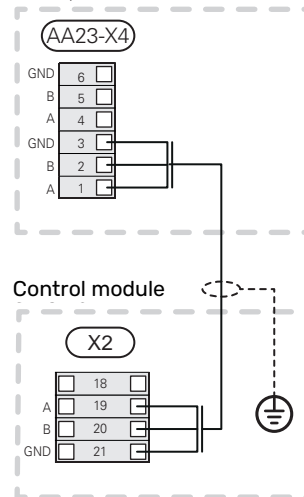 AA23-X4
GND 6
B 5
A 4
GND 3
B 2
A 1
Control module
X2
18
A 19
B 20
GND 21